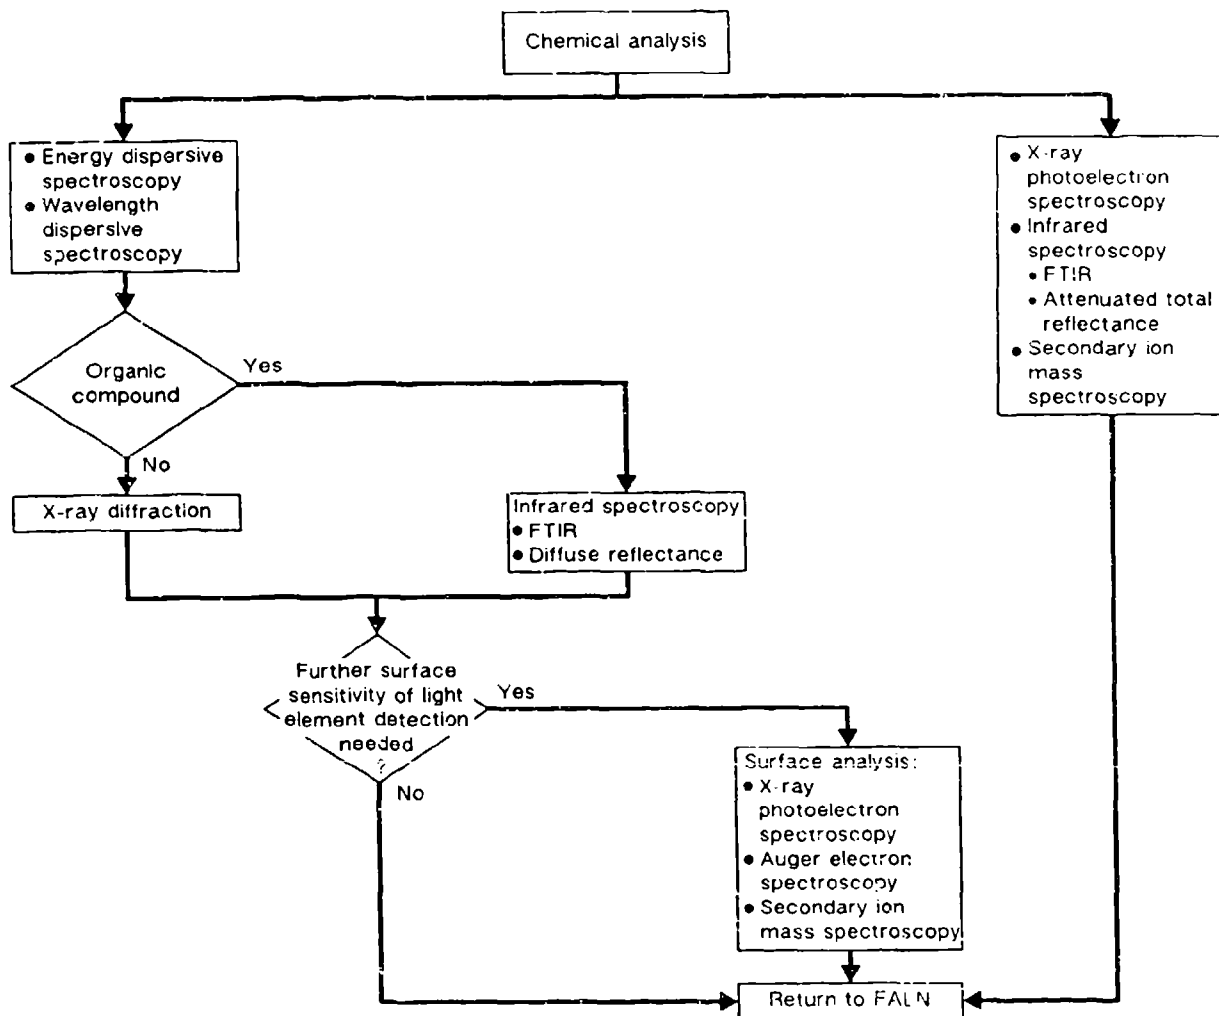 Chemical analysis
• Energy dispersive
spectroscopy
• Wavelength
dispersive
spectroscopy
• X-ray
photoelectron
spectroscopy
• Infrared
spectroscopy
• FTIR
• Attenuated total
reflectance
• Secondary ion
mass
spectroscopy
Organic
compound
Yes
No
X-ray diffraction
Infrared spectroscopy
• FTIR
• Diffuse reflectance
Further surface
sensitivity of light
element detection
needed
?
Yes
No
Surface analysis:
• X-ray
photoelectron
spectroscopy
• Auger electron
spectroscopy
• Secondary ion
mass spectroscopy
Return to FALN